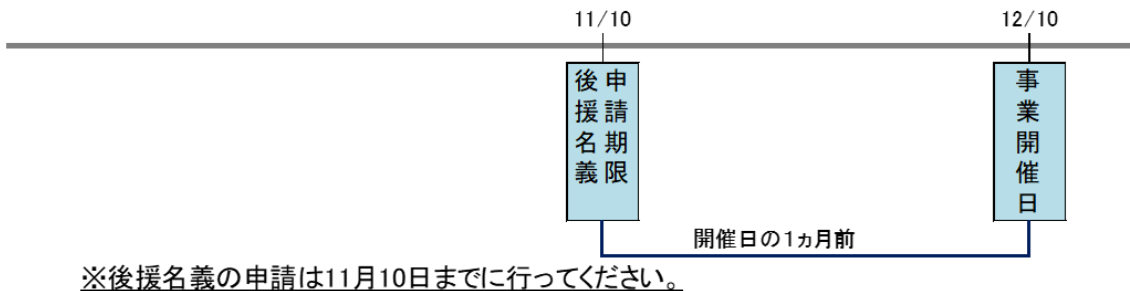 11/10
12/10
後援名義
申請期限
事業開催日
開催日の1ヵ月前
※後援名義の申請は11月10日までに行ってください。